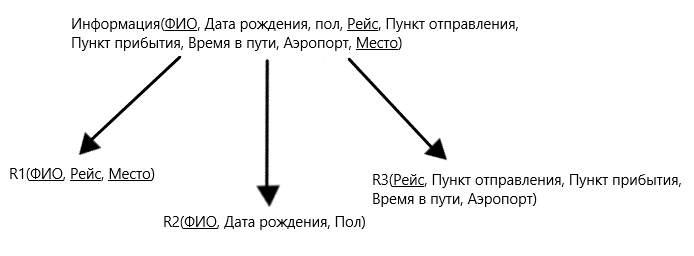 Информация(ФИО, Дата рождения, пол, Рейс, Пункт отправления,
Пункт прибытия, Время в пути, Аэропорт, Место)
R1(ФИО, Рейс, Место)
R2(ФИО, Дата рождения, Пол)
R3(Рейс, Пункт отправления, Пункт прибытия,
Время в пути, Аэропорт)